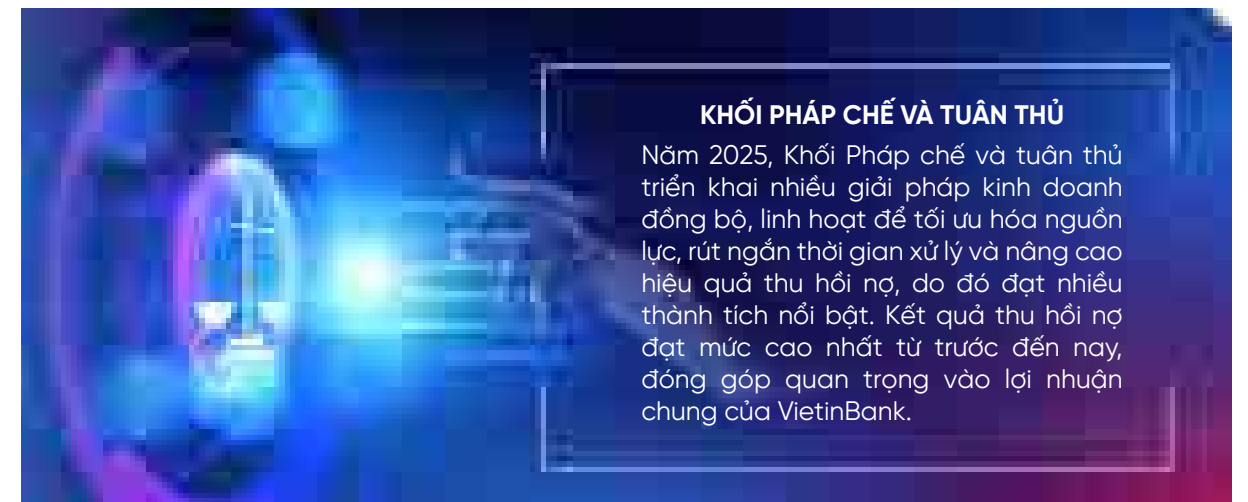 KHỐI PHÁP CHẾ VÀ TUÂN THỦ
Năm 2025, Khối Pháp chế và tuân thủ
triển khai nhiều giải pháp kinh doanh
đồng bộ, linh hoạt để tối ưu hóa nguồn
lực, rút ngắn thời gian xử lý và nâng cao
hiệu quả thu hồi nợ, do đó đạt nhiều
thành tích nổi bật. Kết quả thu hồi nợ
đạt mức cao nhất từ trước đến nay,
đóng góp quan trọng vào lợi nhuận
chung của VietinBank.